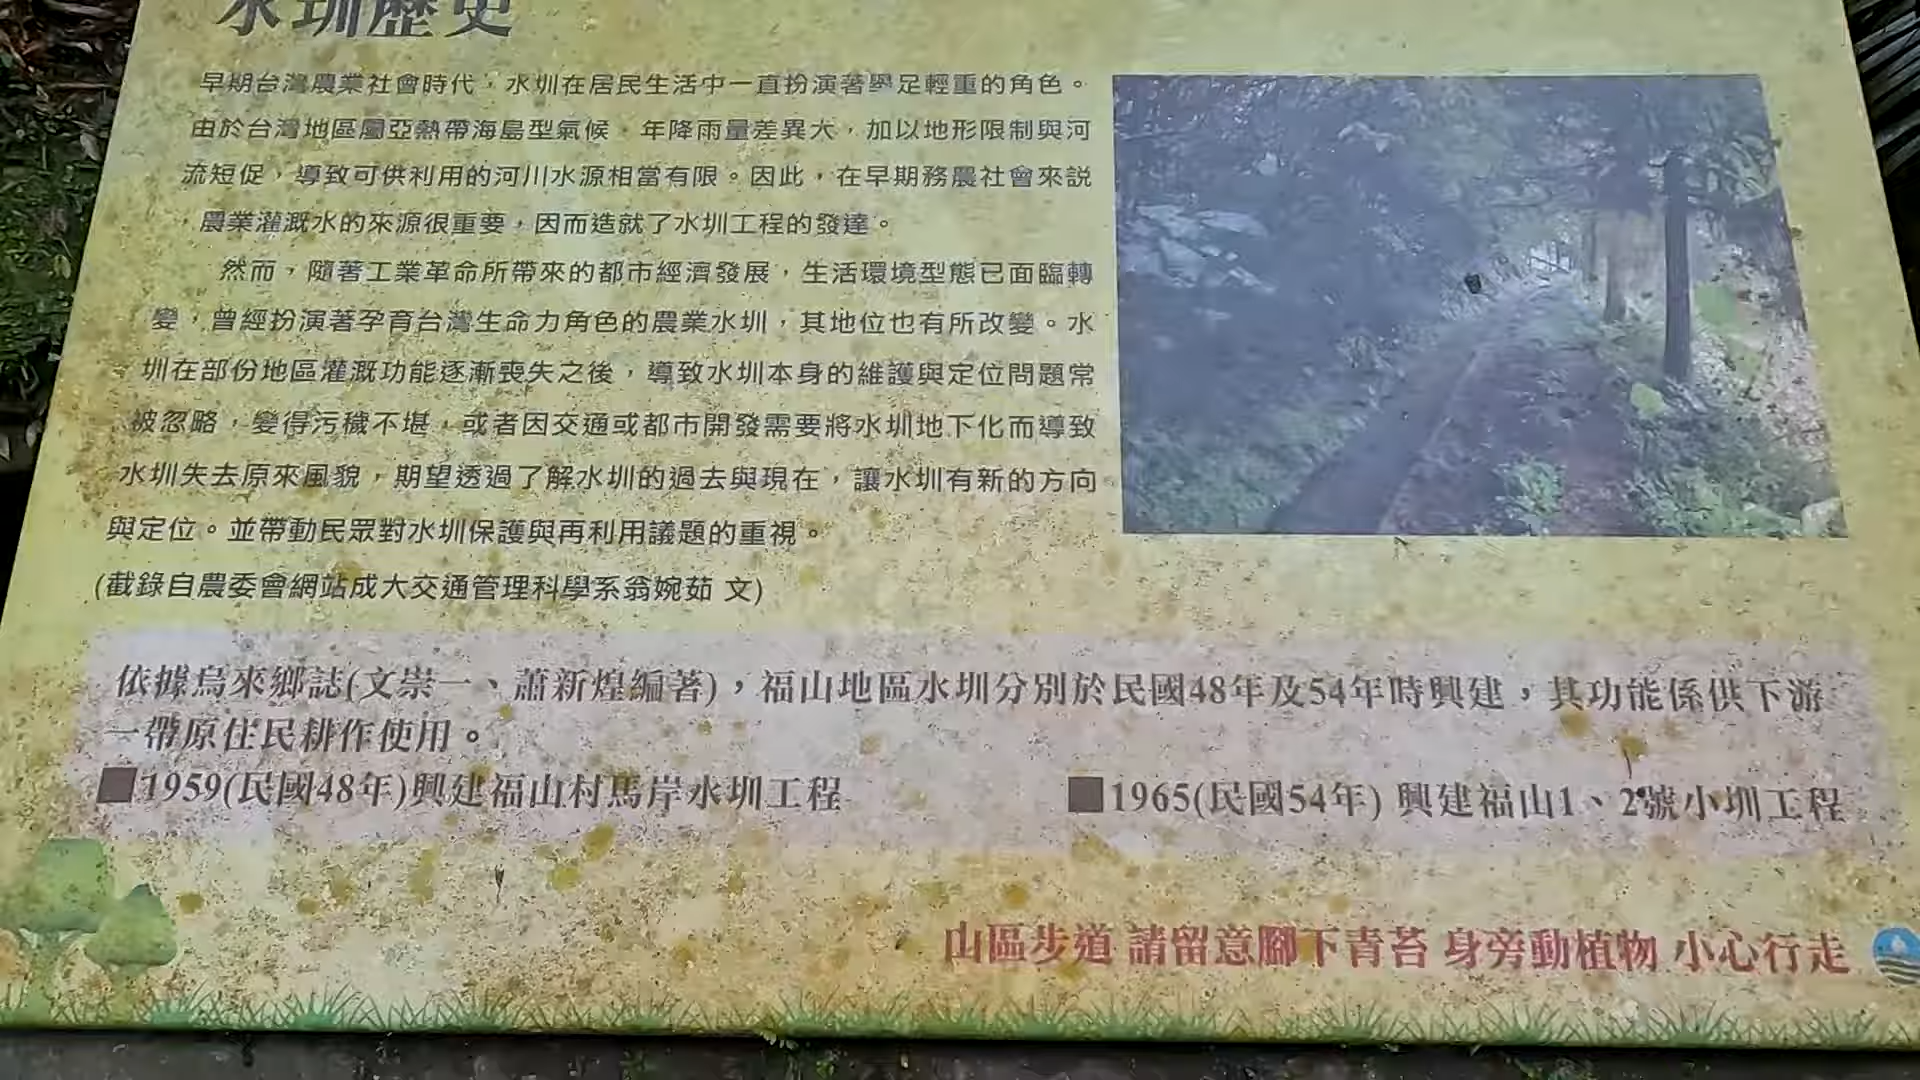 水圳歷史
早期台灣農業社會時代，水圳在居民生活中一直扮演著舉足輕重的角色。
由於台灣地區屬亞熱帶海島型氣候，年降雨量差異大，加以地形限制與河
流短促，導致可供利用的河川水源相當有限。因此，在早期務農社會來說
，農業灌溉水的來源很重要，因而造就了水圳工程的發達。
然而，隨著工業革命所帶來的都市經濟發展，生活環境型態已面臨轉
變，曾經扮演著孕育台灣生命力角色的農業水圳，其地位也有所改變。水
圳在部份地區灌溉功能逐漸喪失之後，導致水圳本身的維護與定位問題常
被忽略，變得污穢不堪，或者因交通或都市開發需要將水圳地下化而導致
水圳失去原來風貌，期望透過了解水圳的過去與現在，讓水圳有新的方向
與定位。並帶動民眾對水圳保護與再利用議題的重視。
(截錄自農委會網站成大交通管理科學系翁婉茹 文)
依據烏來鄉誌(文崇一、蕭新煌編著)，福山地區水圳分別於民國48年及54年時興建，其功能係供下游
一帶原住民耕作使用。
■1959(民國48年)興建福山村馬岸水圳工程
■1965(民國54年) 興建福山1、2號小圳工程
山區步道 請留意腳下青苔 身旁動植物 小心行走